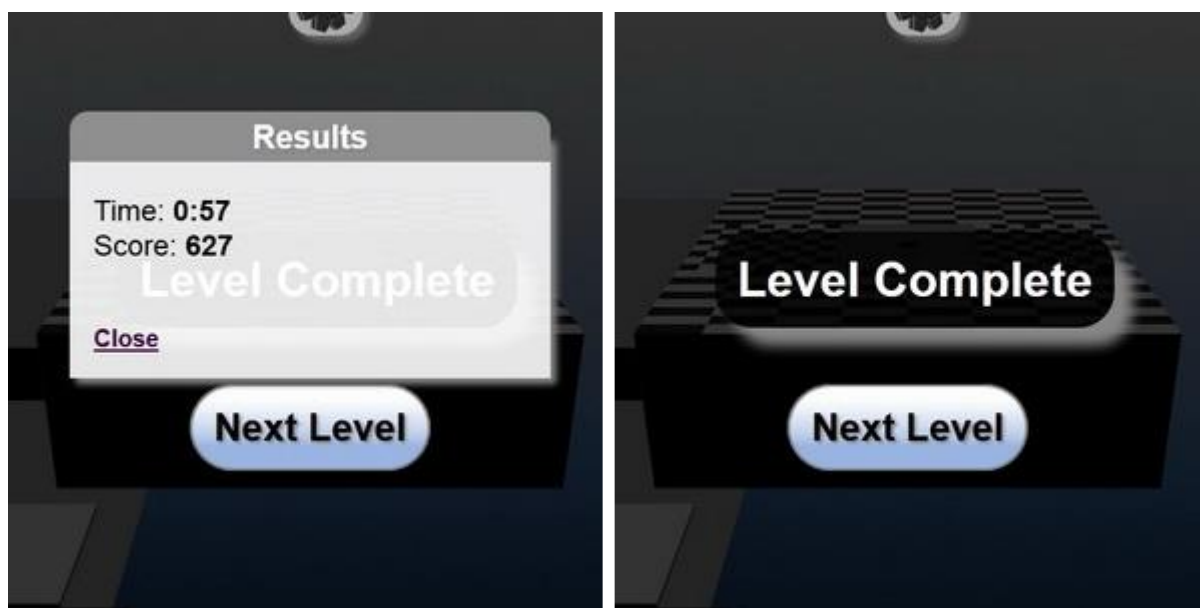 Results
Time: 0:57
Score: 627
Level Complete
Close
Next Level
Level Complete
Next Level